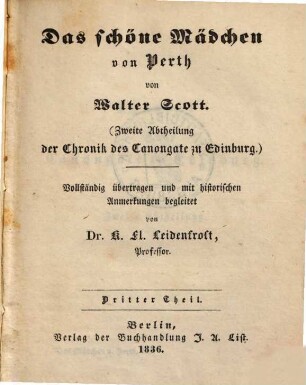 Das schöne Mädchen
von Perth
von
Walter Scott.
(Zweite Abtheilung
der Chronik des Canongate zu Edinburg.)
Vollständig übertragen und mit historischen
Anmerkungen begleitet
von
Dr. K. Fl. Leidenfrost,
Professor.
Dritter Theil.
Berlin,
Verlag der Buchhandlung J. A. List.
1836.